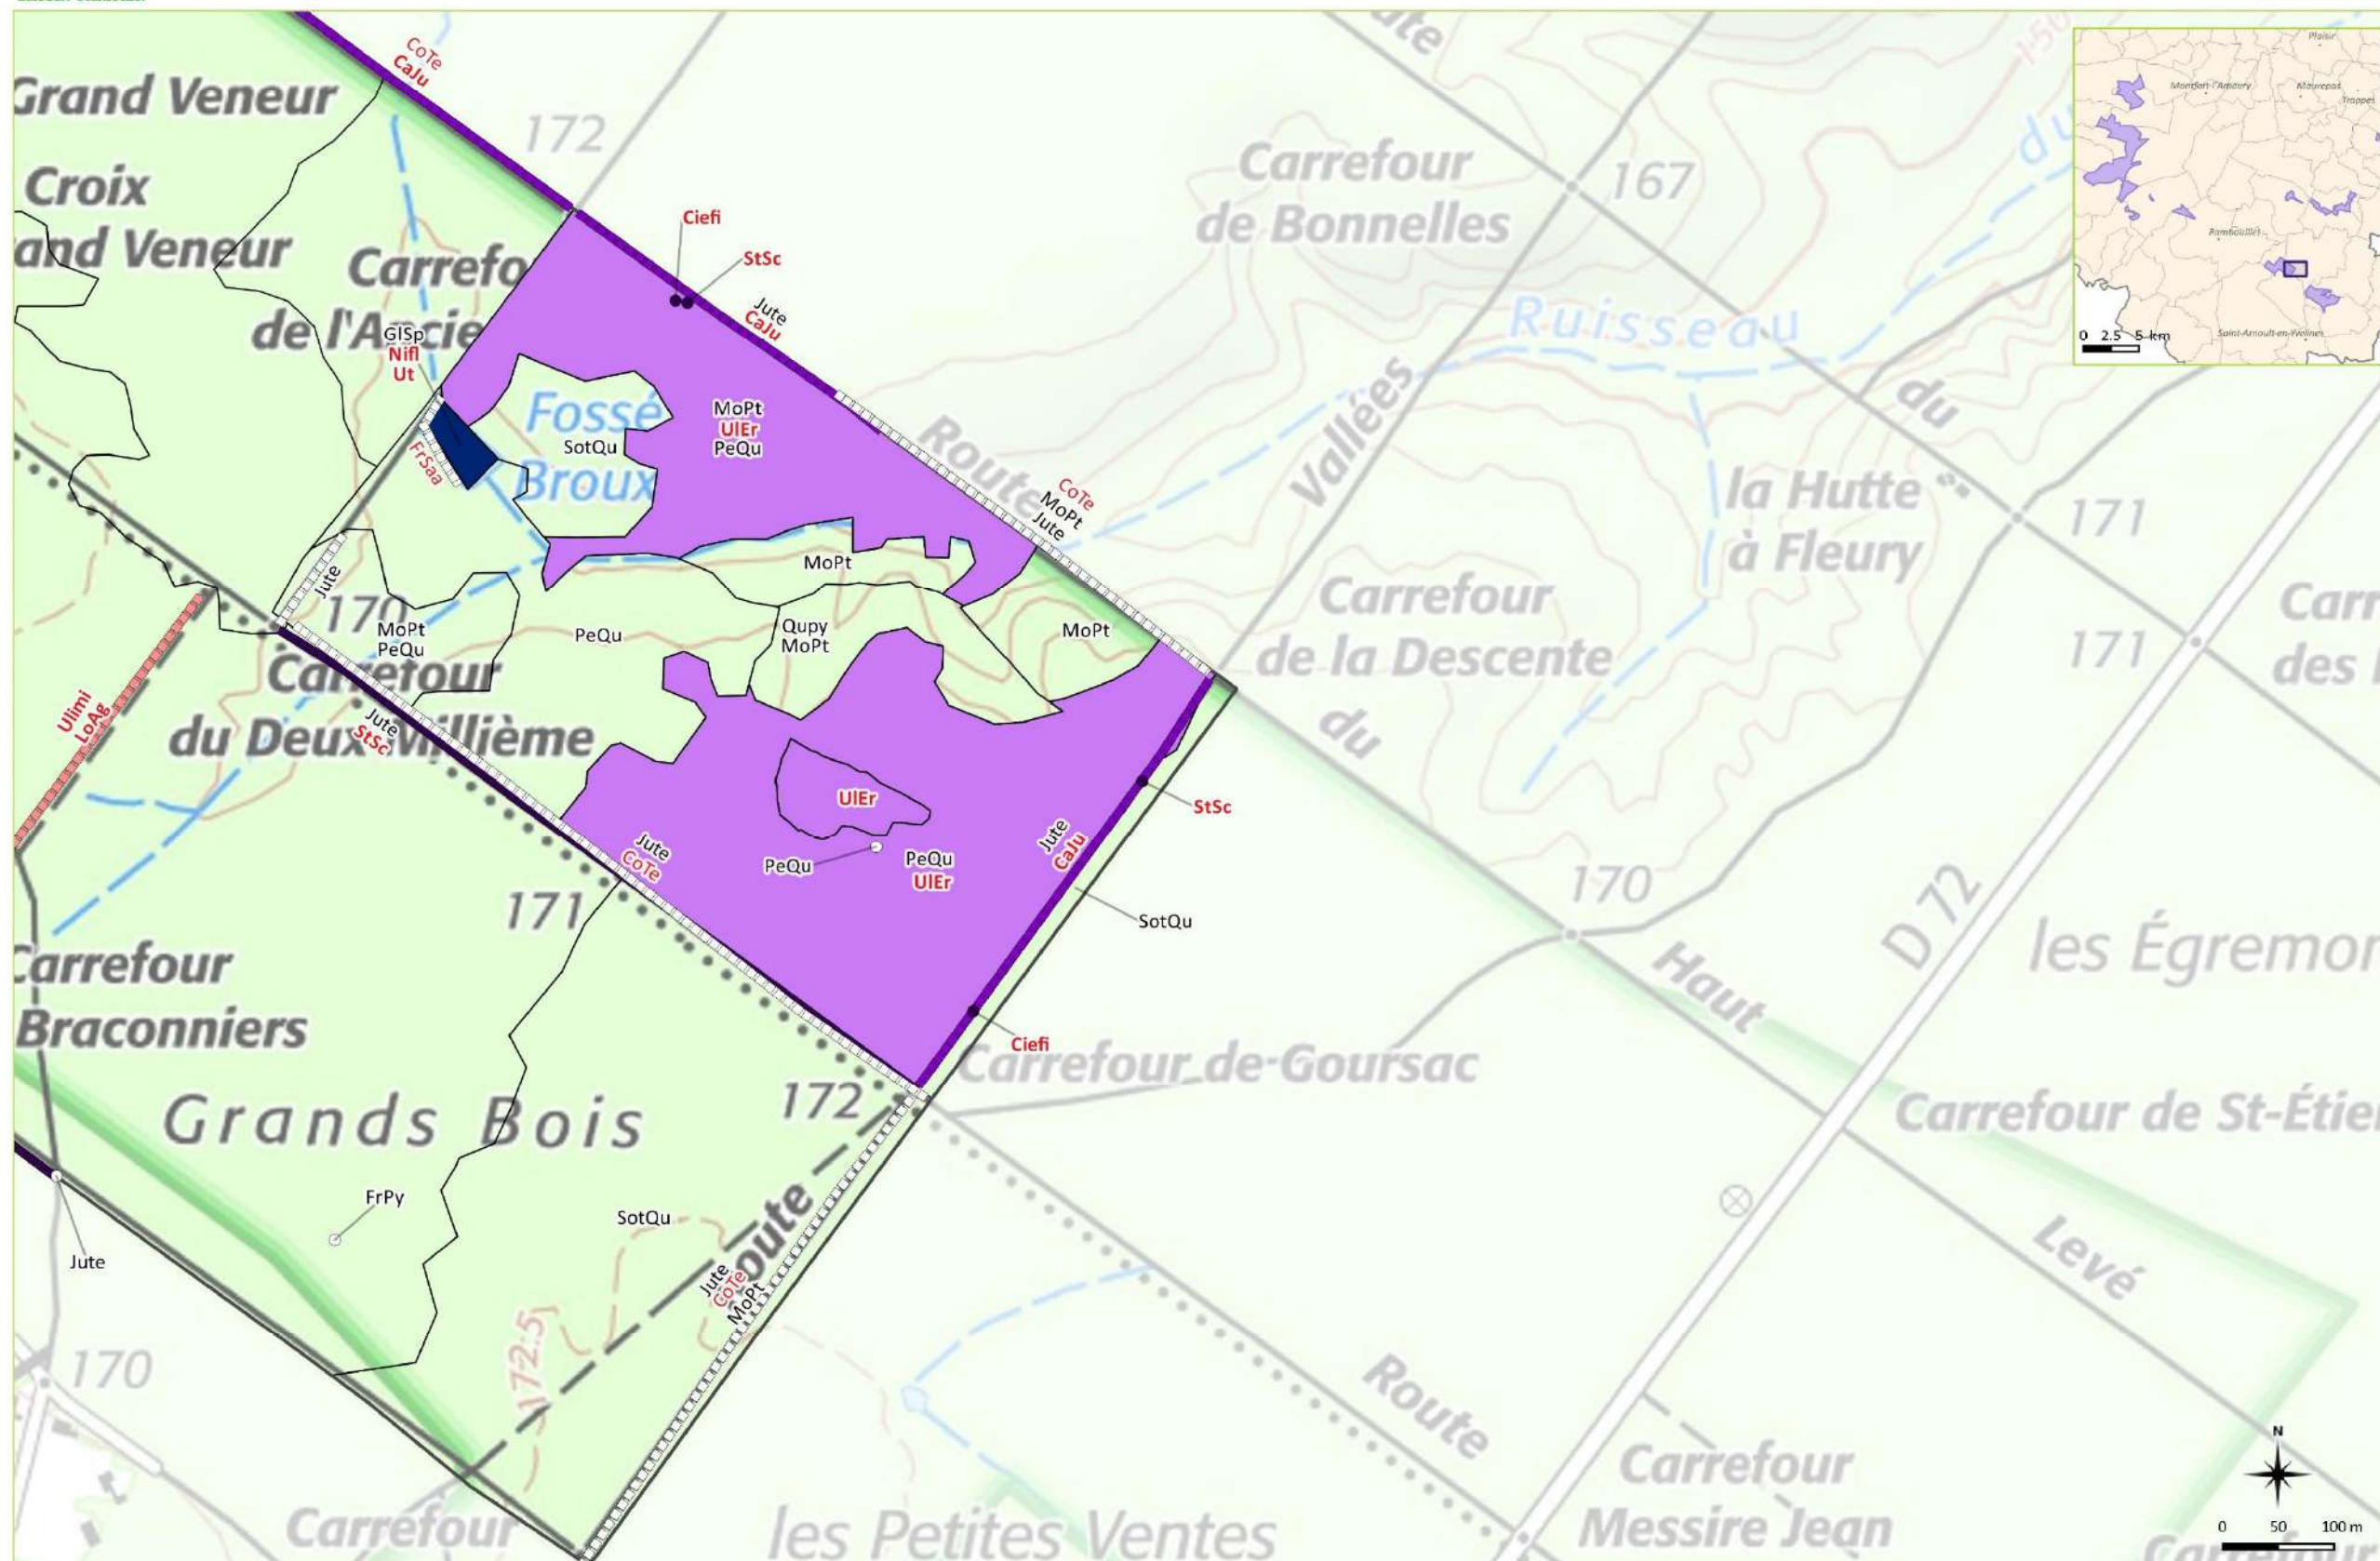 CoTe
CaJu
Grand Veneur
172
Croix
and Veneur
Carrefo
de l'Ancie
Ciefi
StSc
Jute
CaJu
GlSp
Nifl
Ut
FrSaa
Fossé
Broux
SotQu
MoPt
UlEr
PeQu
Route
CoTe
MoPt
Jute
Carrefour
de Bonnelles
167
Ruisseau
du
Vallées
du
la Hutte
à Fleury
171
171
Carr
des
Carrefour
de la Descente
du
Jute
170
MoPt
PeQu
PeQu
MoPt
Qupy
MoPt
MoPt
Carrefour
du Deux Millième
Ulimi
LoAg
Jute
StSc
UlEr
PeQu
PeQu
UlEr
Jute
CoTe
Jute
CaJu
StSc
SotQu
Ciefi
171
170
D 72
les Égremon
Haut
Carrefour
Braconniers
Carrefour de Goursac
172
Grands Bois
Carrefour de St-Étie
FrPy
SotQu
Jute
Jute
CoTe
MoPt
oute
172.5
170
Levé
Route
Carrefour
les Petites Ventes
Carrefour
Messire Jean
150
Plaisir
Montfort-l'Amaury
Maurepas
Trappes
Rambouillet
Saint-Arnoult-en-Yvelines
0 2.5 5 km
N
0 50 100 m